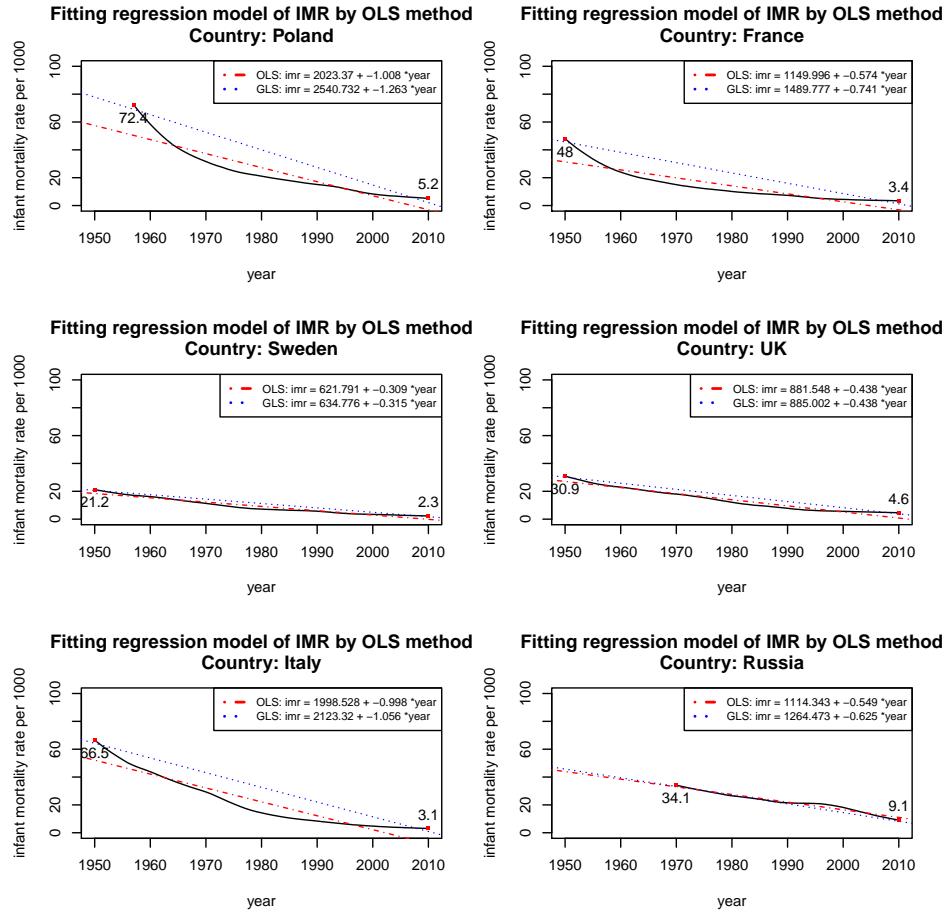 Fitting regression model of IMR by OLS method
Country: Poland
infant mortality rate per 1000
100
60
20
0
OLS: imr = 2023.37 + −1.008 *year
GLS: imr = 2540.732 + −1.263 *year
72.4
5.2
1950 1960 1970 1980 1990 2000 2010
year
Fitting regression model of IMR by OLS method
Country: France
infant mortality rate per 1000
100
60
20
0
OLS: imr = 1149.996 + −0.574 *year
GLS: imr = 1489.777 + −0.741 *year
48
3.4
1950 1960 1970 1980 1990 2000 2010
year
Fitting regression model of IMR by OLS method
Country: Sweden
infant mortality rate per 1000
100
60
20
0
OLS: imr = 621.791 + −0.309 *year
GLS: imr = 634.776 + −0.315 *year
21.2
2.3
1950 1960 1970 1980 1990 2000 2010
year
Fitting regression model of IMR by OLS method
Country: UK
infant mortality rate per 1000
100
60
20
0
OLS: imr = 881.548 + −0.438 *year
GLS: imr = 885.002 + −0.438 *year
30.9
4.6
1950 1960 1970 1980 1990 2000 2010
year
Fitting regression model of IMR by OLS method
Country: Italy
infant mortality rate per 1000
100
60
20
0
OLS: imr = 1998.528 + −0.998 *year
GLS: imr = 2123.32 + −1.056 *year
66.5
3.1
1950 1960 1970 1980 1990 2000 2010
year
Fitting regression model of IMR by OLS method
Country: Russia
infant mortality rate per 1000
100
60
20
0
OLS: imr = 1114.343 + −0.549 *year
GLS: imr = 1264.473 + −0.625 *year
34.1
9.1
1950 1960 1970 1980 1990 2000 2010
year